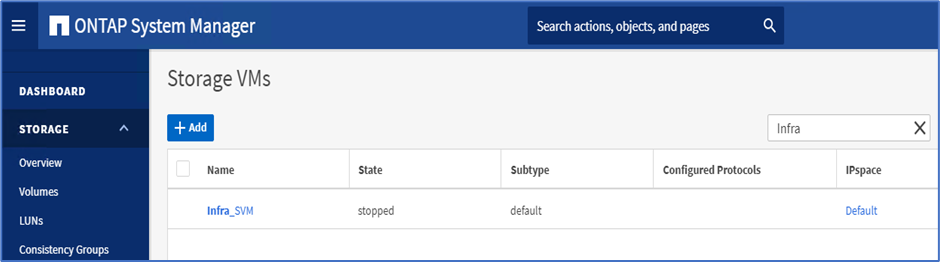 ONTAP System Manager
Search actions, objects, and pages
DASHBOARD
STORAGE
Overview
Volumes
LUNs
Consistency Groups
Storage VMs
+ Add
Infra
Name State Subtype Configured Protocols IPspace
Infra_SVM stopped default Default